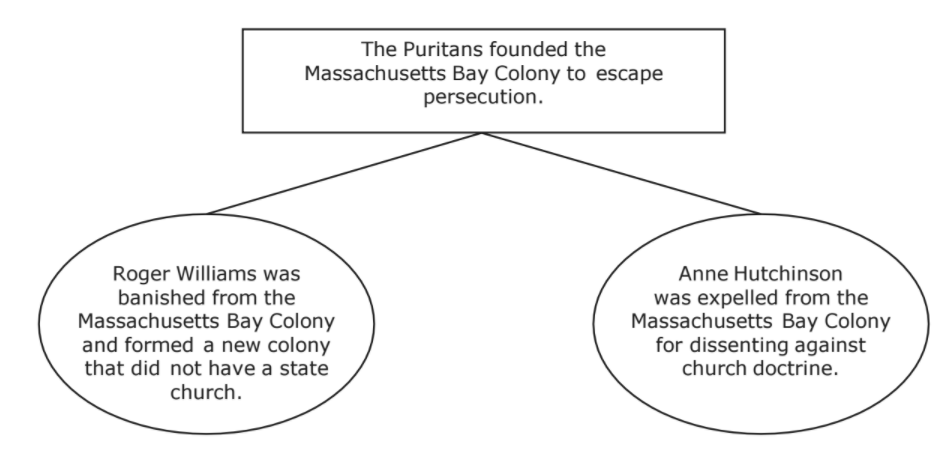 The Puritans founded the
Massachusetts Bay Colony to escape
persecution.
Roger Williams was
banished from the
Massachusetts Bay Colony
and formed a new colony
that did not have a state
church.
Anne Hutchinson
was expelled from the
Massachusetts Bay Colony
for dissenting against
church doctrine.